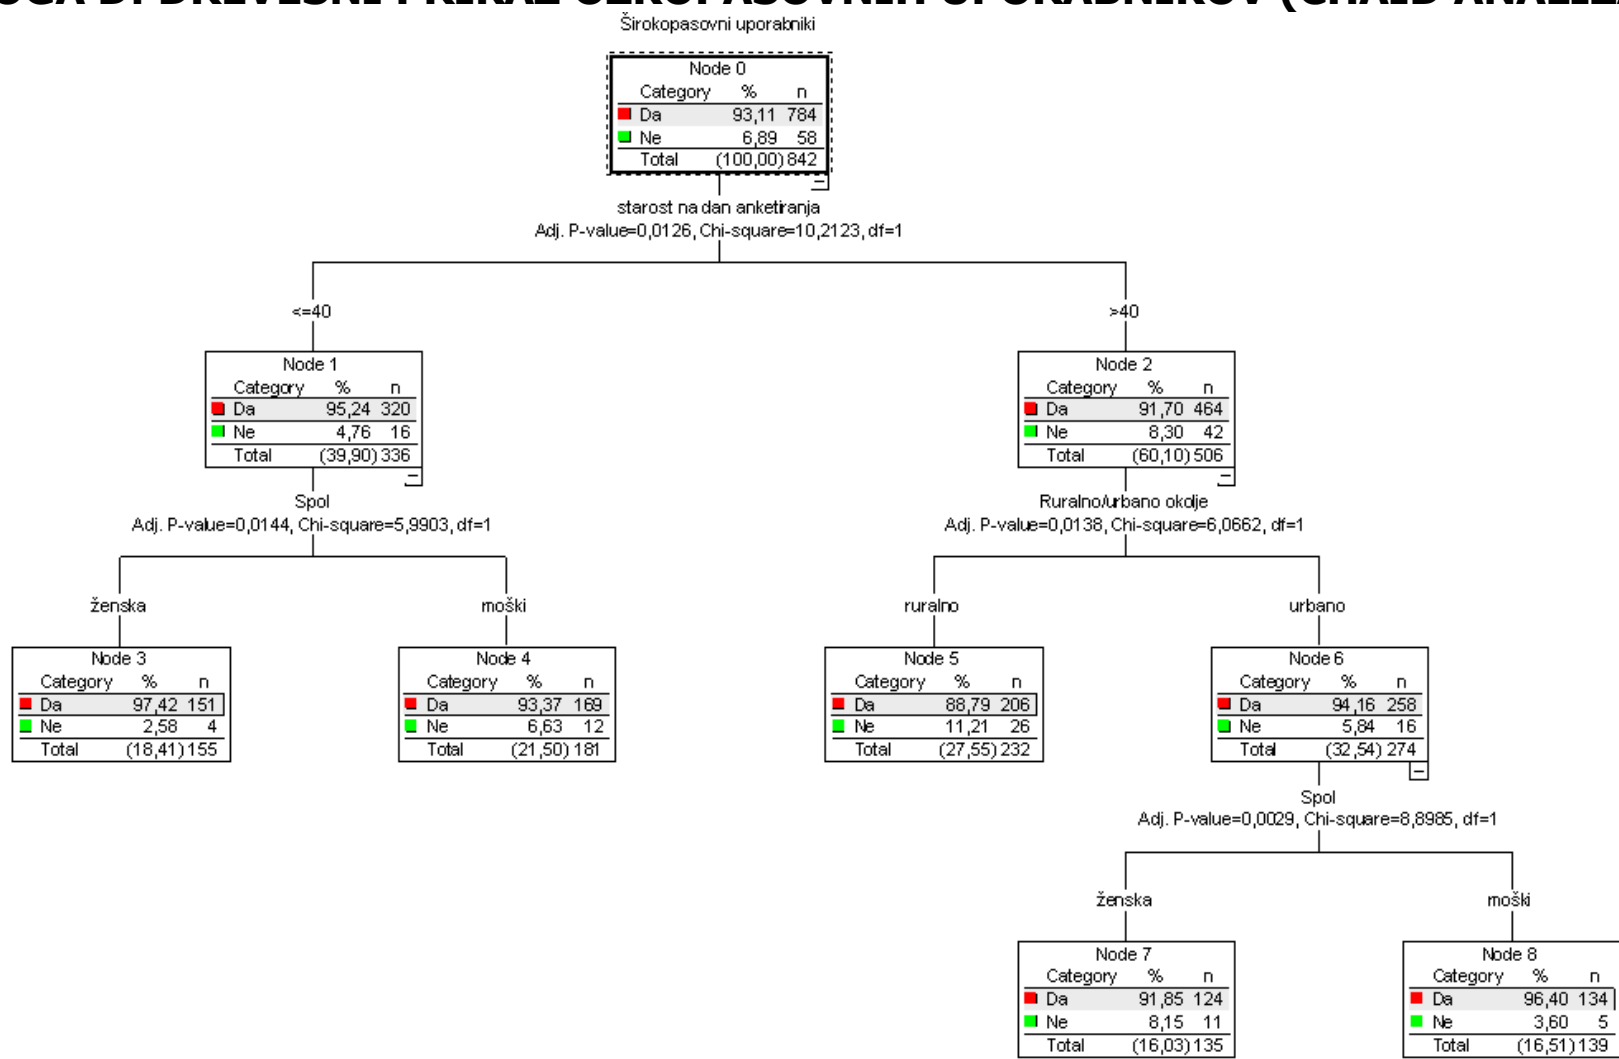 Širokopasovni uporabniki
Node 0
Category % n
Da 93,11 784
Ne 6,89 58
Total (100,00) 842
starost na dan anketiranja
Adj. P-value=0,0126, Chi-square=10,2123, df=1
<=40
>40
Node 1
Category % n
Da 95,24 320
Ne 4,76 16
Total (39,90) 336
Node 2
Category % n
Da 91,70 464
Ne 8,30 42
Total (60,10) 506
Spol
Adj. P-value=0,0144, Chi-square=5,9903, df=1
Ruralno/urbano okolje
Adj. P-value=0,0138, Chi-square=6,0662, df=1
ženska
moški
ruralno
urbano
Node 3
Category % n
Da 97,42 151
Ne 2,58 4
Total (18,41) 155
Node 4
Category % n
Da 93,37 169
Ne 6,63 12
Total (21,50) 181
Node 5
Category % n
Da 88,79 206
Ne 11,21 26
Total (27,55) 232
Node 6
Category % n
Da 94,16 258
Ne 5,84 16
Total (32,54) 274
Spol
Adj. P-value=0,0029, Chi-square=8,8985, df=1
ženska
moški
Node 7
Category % n
Da 91,85 124
Ne 8,15 11
Total (16,03) 135
Node 8
Category % n
Da 96,40 134
Ne 3,60 5
Total (16,51) 139